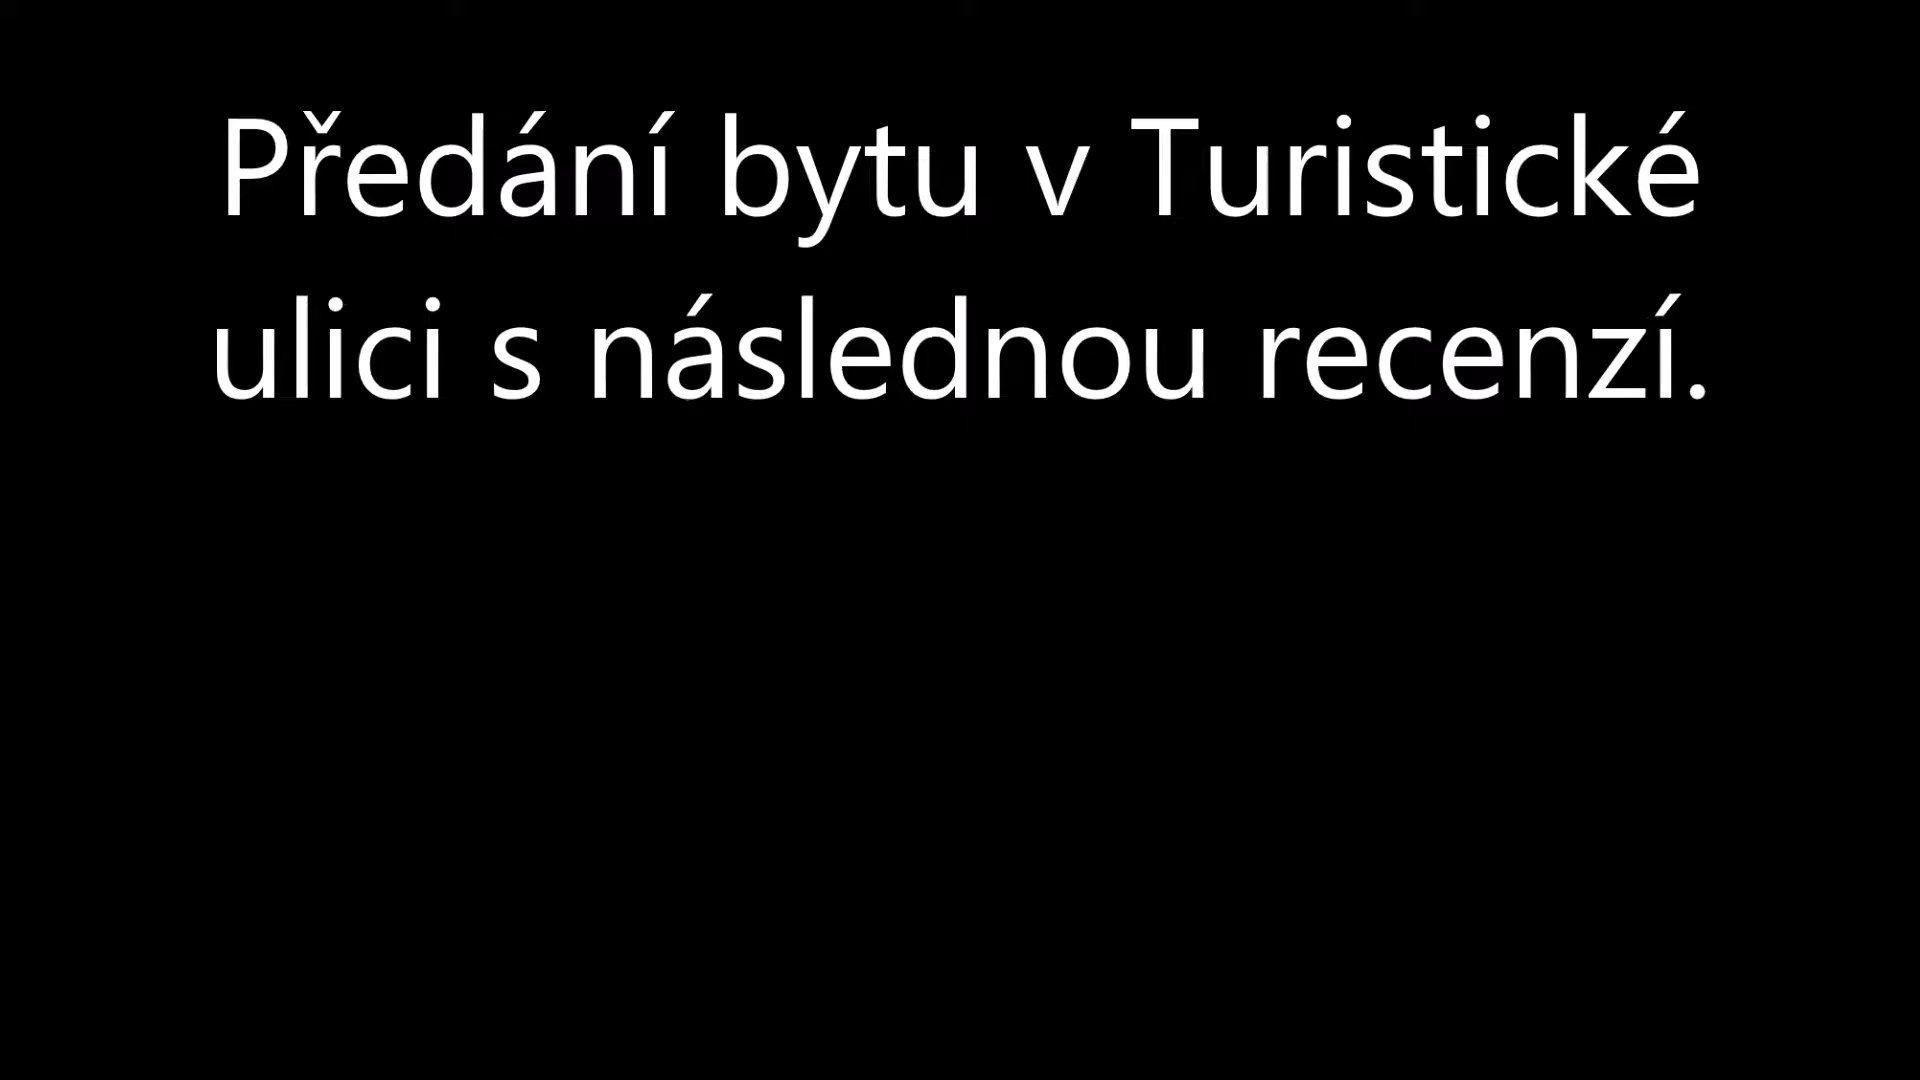 Předání bytu v Turistické
ulici s následnou recenzí.